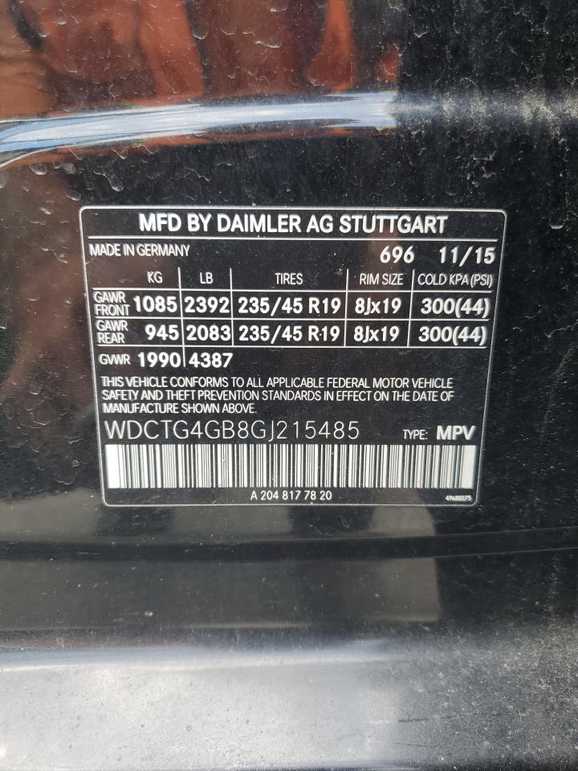 MFD BY DAIMLER AG STUTTGART
MADE IN GERMANY 696 11/15
KG LB TIRES RIM SIZE COLD KPA (PSI)
GAWR FRONT 1085 2392 235/45 R19 8Jx19 300(44)
GAWR REAR 945 2083 235/45 R19 8Jx19 300(44)
GVWR 1990 4387
THIS VEHICLE CONFORMS TO ALL APPLICABLE FEDERAL MOTOR VEHICLE
SAFETY AND THEFT PREVENTION STANDARDS IN EFFECT ON THE DATE OF
MANUFACTURE SHOWN ABOVE.
WDCTG4GB8GJ215485 TYPE: MPV
A 204 817 78 20